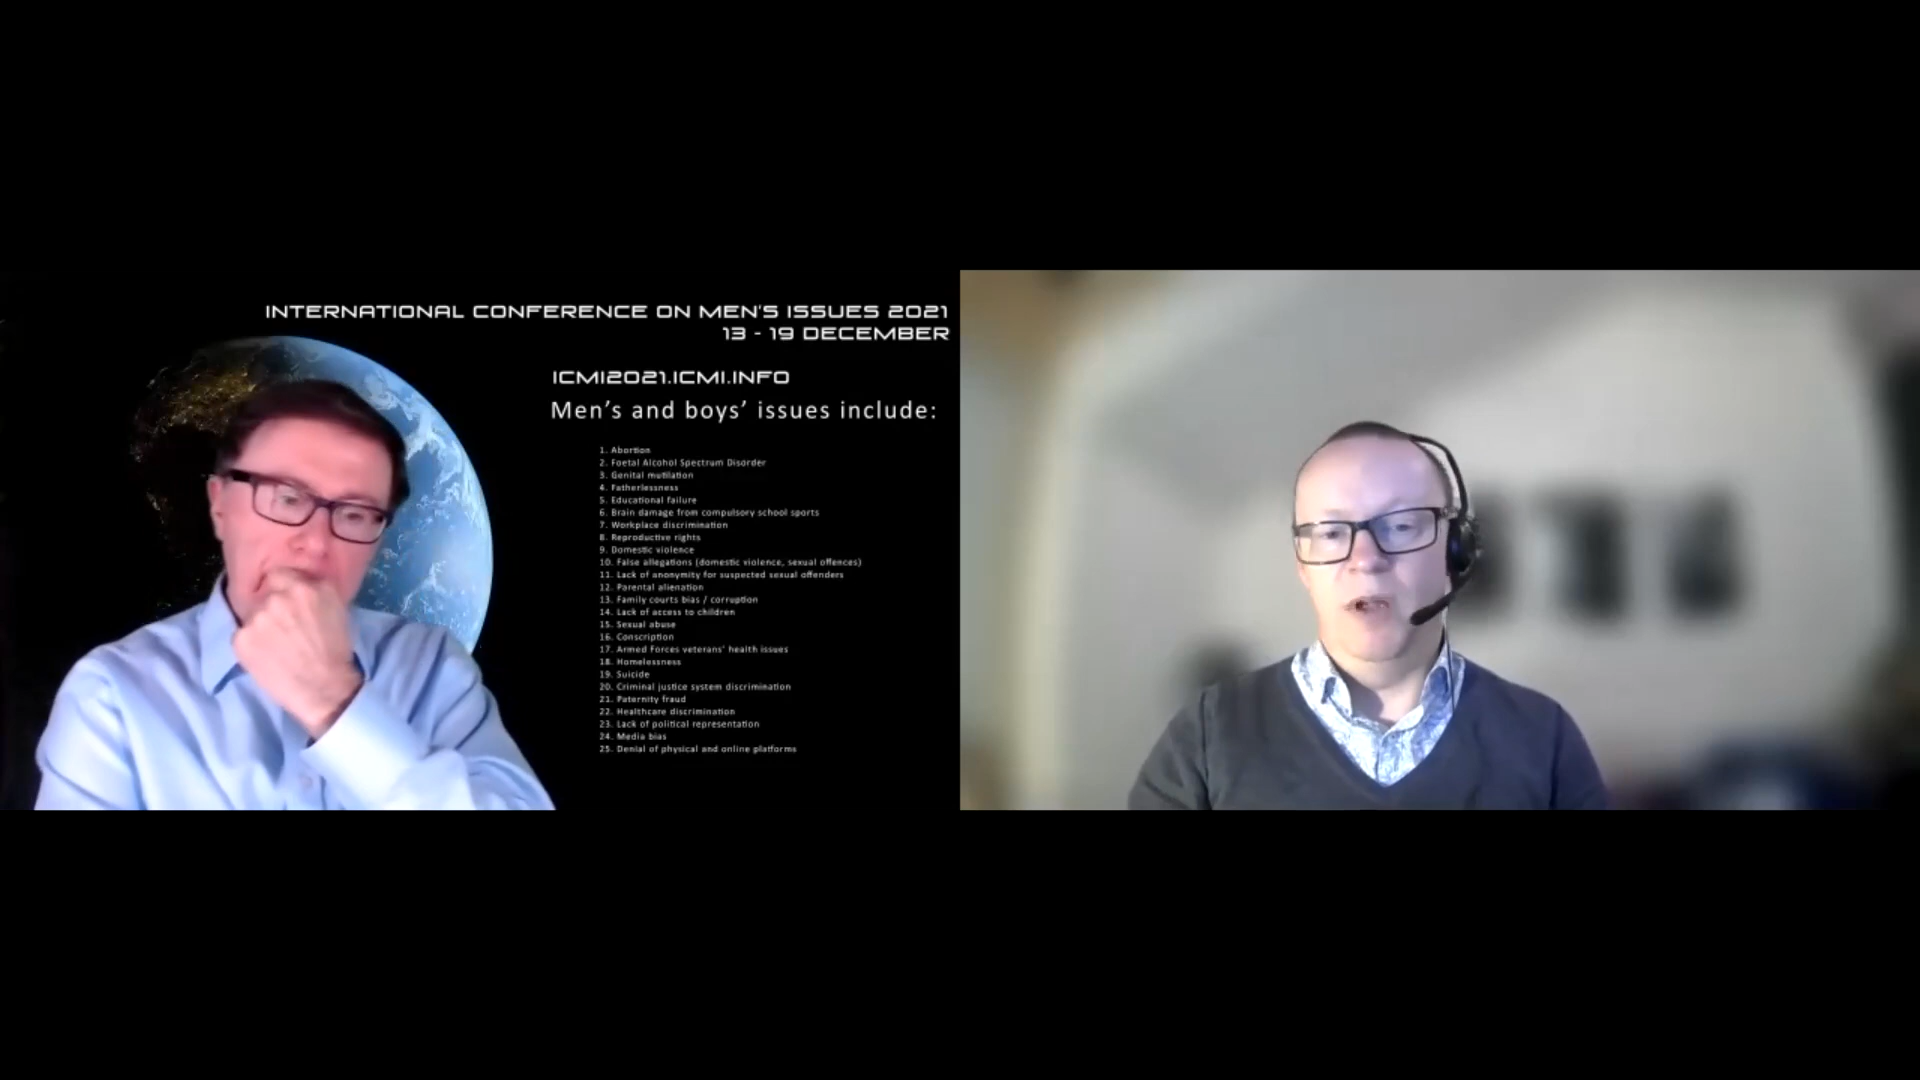 INTERNATIONAL CONFERENCE ON MEN'S ISSUES 2021
13 - 19 DECEMBER
ICMI2021.ICMI.INFO
Men's and boys' issues include:
1. Abortion
2. Foetal Alcohol Spectrum Disorder
3. Genital mutilation
4. Fatherlessness
5. Educational failure
6. Brain damage from compulsory school sports
7. Workplace discrimination
8. Reproductive rights
9. Domestic violence
10. False allegations (domestic violence, sexual offences)
11. Lack of anonymity for suspected sexual offenders
12. Parental alienation
13. Family courts bias / corruption
14. Lack of access to children
15. Sexual abuse
16. Conscription
17. Armed Forces veterans' health issues
18. Homelessness
19. Suicide
20. Criminal justice system discrimination
21. Paternity fraud
22. Healthcare discrimination
23. Lack of political representation
24. Media bias
25. Denial of physical and online platforms